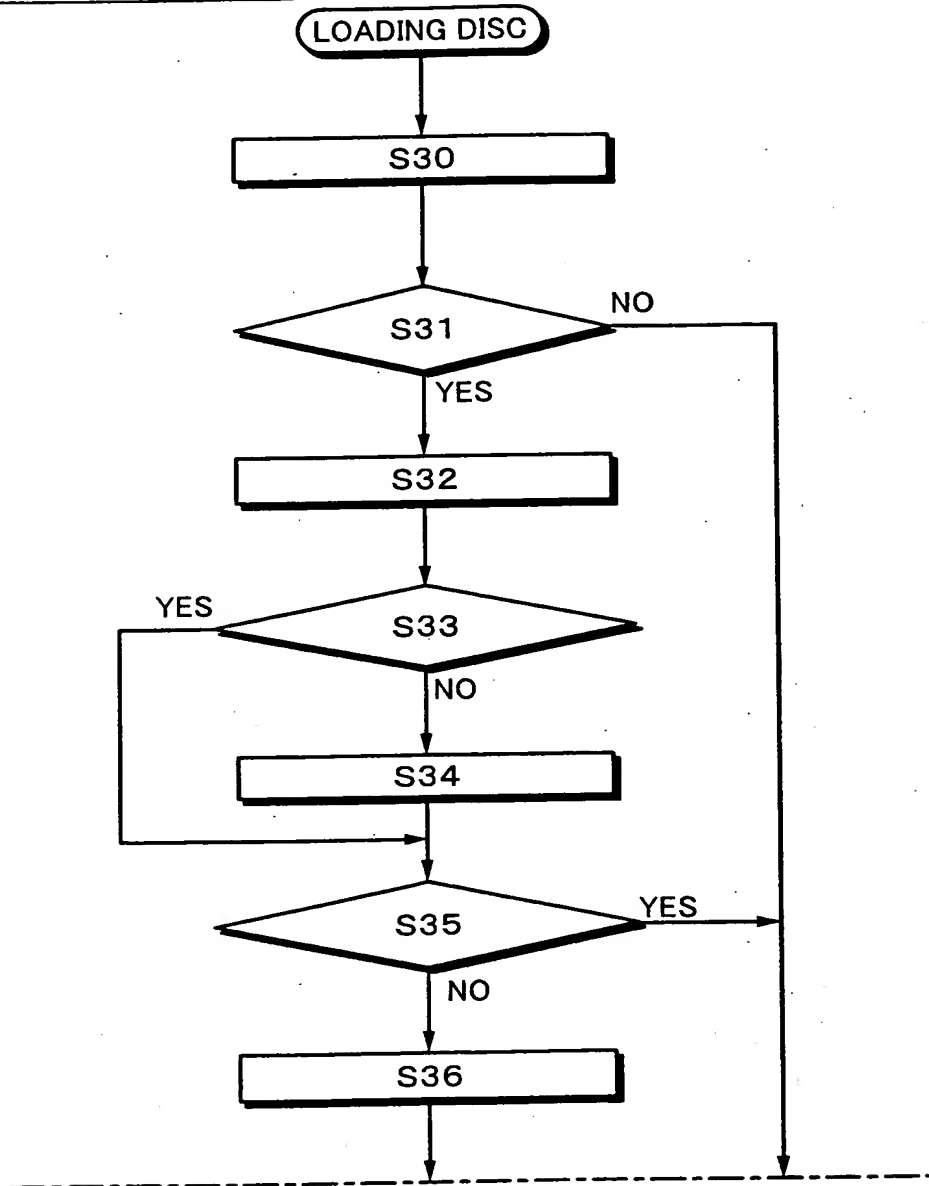 LOADING DISC
S30
S31
NO
YES
S32
YES
S33
NO
S34
S35
YES
NO
S36